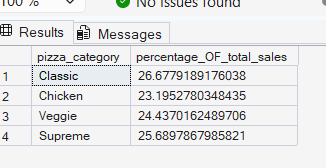 100 % No issues found
Results Messages
pizza_category percentage_OF_total_sales
1 Classic 26.6779189176038
2 Chicken 23.1952780348435
3 Veggie 24.4370162489706
4 Supreme 25.6897867985821